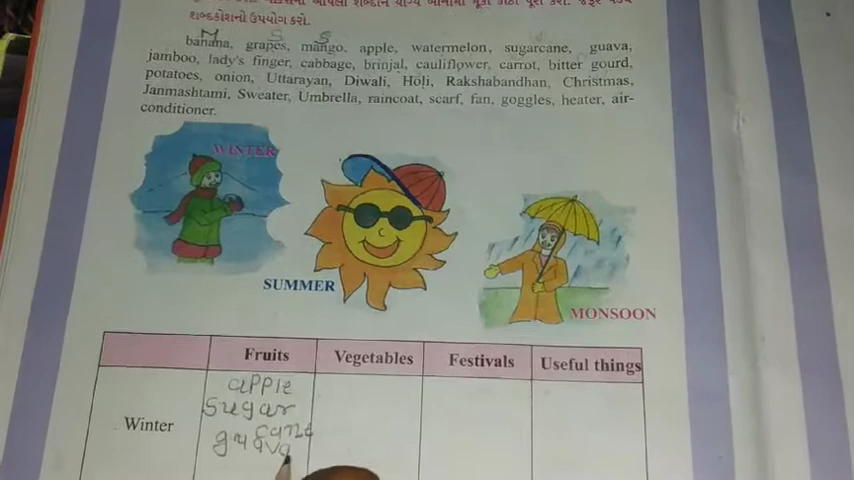 શબ્દકોશનો ઉપયોગ કરો.
M S S
banana, grapes, mango, apple, watermelon, sugarcane, guava,
jamboo, lady's finger, cabbage, brinjal, cauliflower, carrot, bitter gourd,
potatoes, onion, Uttarayan, Diwali, Holi, Rakshabandhan, Christmas,
Janmashtami, Sweater, Umbrella, raincoat, scarf, fan, goggles, heater, air-
conditioner.
WINTER
SUMMER
MONSOON
Fruits Vegetables Festivals Useful things
Winter
apple
sugar
cane
guava